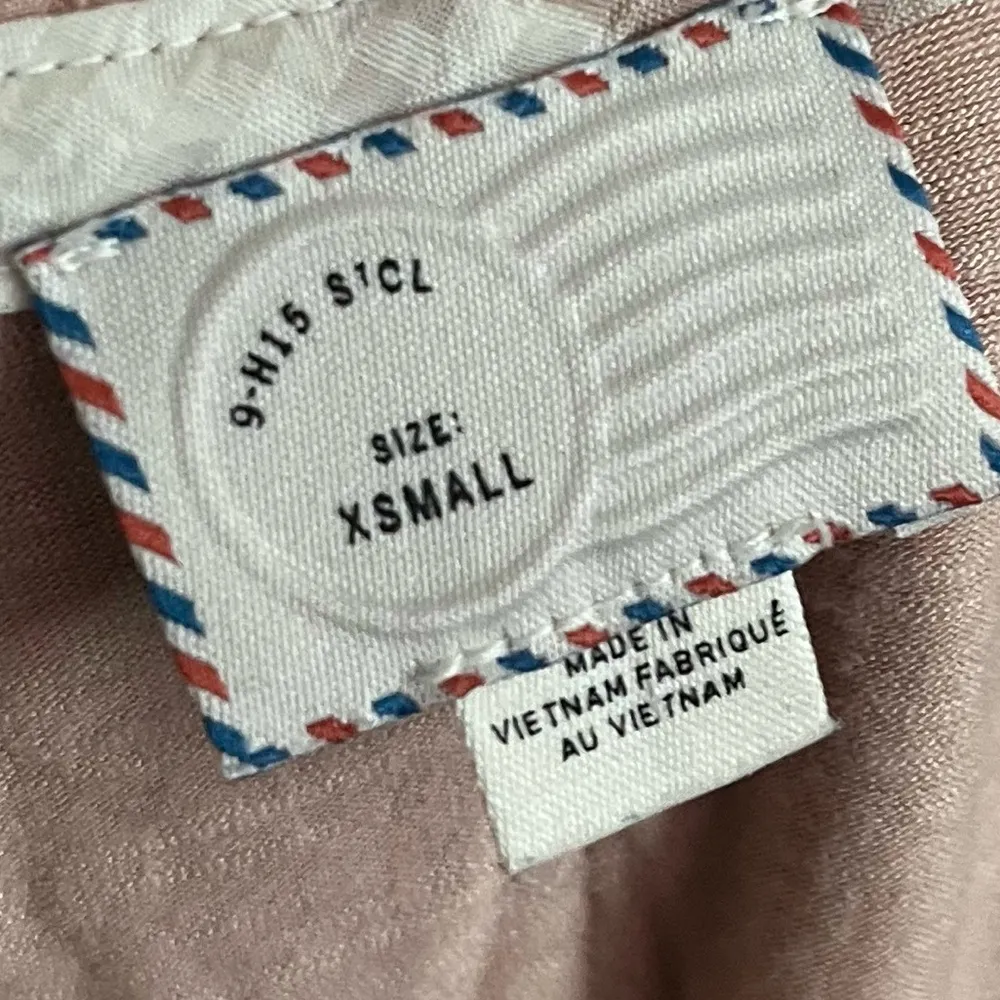 9-H15 S1CL
SIZE:
XSMALL
MADE IN
VIETNAM FABRIQUÉ
AU VIETNAM